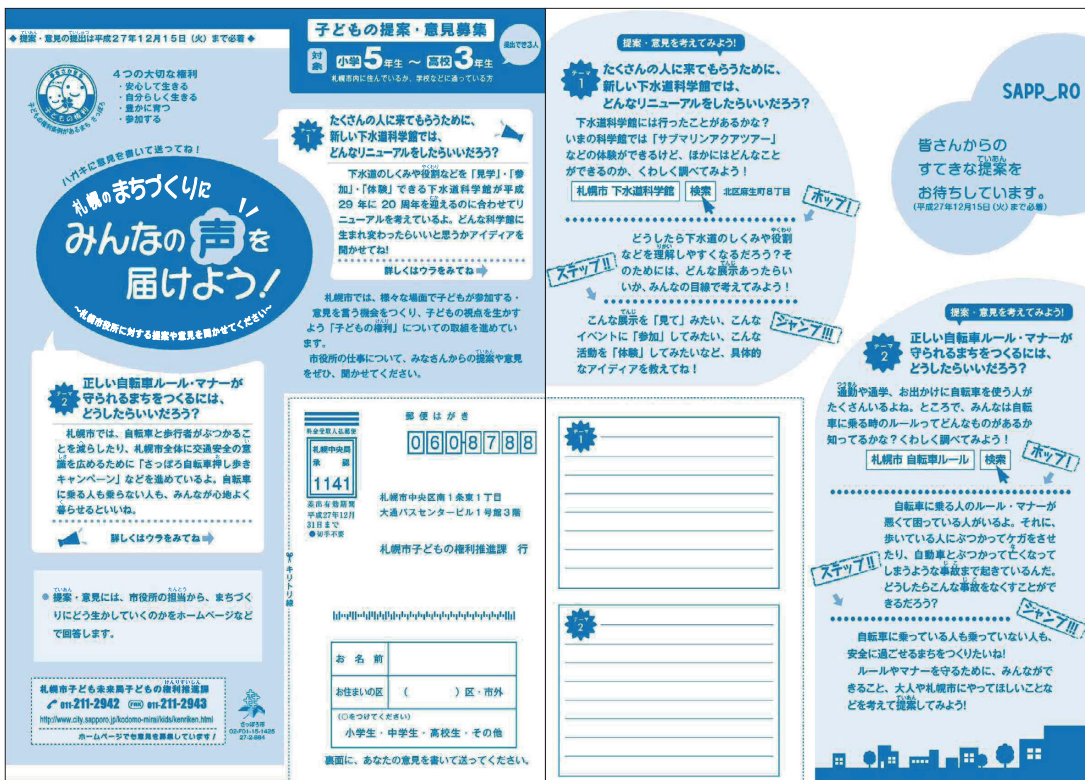 ◆ 提案・意見の提出は平成27年12月15日（火）まで必着 ◆
子どもの権利
4つの大切な権利
・安心して生きる
・自分らしく生きる
・豊かに育つ
・参加する
ハガキに意見を書いて送ってね！
札幌のまちづくりに
みんなの声を
届けよう！
～札幌市役所に対する提案や意見を聞かせてください～
テーマ
2
正しい自転車ルール・マナーが
守られるまちをつくるには、
どうしたらいいだろう？
札幌市では、自転車と歩行者がぶつかるこ
とを減らしたり、札幌市全体に交通安全の意
識を広めるために「さっぽろ自転車押し歩き
キャンペーン」などを進めているよ。自転車
に乗る人も乗らない人も、みんなが心地よく
暮らせるといいね。
詳しくはウラをみてね
● 提案・意見には、市役所の担当から、まちづく
りにどう生かしていくのかをホームページなど
で回答します。
札幌市子ども未来局子どもの権利推進課
011-211-2942 FAX 011-211-2943
http://www.city.sapporo.jp/kodomo-mirai/kids/kenriken.html
ホームページでも意見を募集しています！
さっぽろ市
02-F01-15-1426
27-2-884
子どもの提案・意見募集
対象
小学5年生 ～ 高校3年生
札幌市内に住んでいるか、学校などに通っている方
提出できる人
テーマ
1
たくさんの人に来てもらうために、
新しい下水道科学館では、
どんなリニューアルをしたらいいだろう？
下水道のしくみや役割などを「見学」・「参
加」・「体験」できる下水道科学館が平成
29年に20周年を迎えるのに合わせてリ
ニューアルを考えているよ。どんな科学館に
生まれ変わったらいいと思うかアイディアを
聞かせてね！
詳しくはウラをみてね
札幌市では、様々な場面で子どもが参加する・
意見を言う機会をつくり、子どもの視点を生かす
よう「子どもの権利」についての取組を進めてい
ます。
市役所の仕事について、みなさんからの提案や意見
をぜひ、聞かせてください。
料金受取人払郵便
札幌中央局
承認
1141
差出有効期間
平成27年12月
31日まで
●切手不要
郵便はがき
060-8788
札幌市中央区南1条東1丁目
大通バスセンタービル1号館3階
札幌市子どもの権利推進課 行
キリトリ線
お名前
お住まいの区 （ ）区・市外
（○をつけてください）
小学生・中学生・高校生・その他
裏面に、あなたの意見を書いて送ってください。
提案・意見を考えてみよう！
テーマ
1
たくさんの人に来てもらうために、
新しい下水道科学館では、
どんなリニューアルをしたらいいだろう？
下水道科学館には行ったことがあるかな？
いまの科学館では「サブマリンアクアツアー」
などの体験ができるけど、ほかにはどんなこと
ができるのか、くわしく調べてみよう！
札幌市 下水道科学館 検索 北区麻生町8丁目
ホップ！
どうしたら下水道のしくみや役割
などを理解しやすくなるだろう？そ
のためには、どんな展示あったらい
いか、みんなの目線で考えてみよう！
ステップ!!
こんな展示を「見て」みたい、こんな
イベントに「参加」してみたい、こんな
活動を「体験」してみたいなど、具体的
なアイディアを教えてね！
ジャンプ!!!
テーマ
1
テーマ
2
SAPP_RO
皆さんからの
すてきな提案を
お待ちしています。
(平成27年12月15日(火)まで必着)
提案・意見を考えてみよう！
テーマ
2
正しい自転車ルール・マナーが
守られるまちをつくるには、
どうしたらいいだろう？
通勤や通学、お出かけに自転車を使う人が
たくさんいるよね。ところで、みんなは自転
車に乗る時のルールってどんなものがあるか
知ってるかな？くわしく調べてみよう！
札幌市 自転車ルール 検索
ホップ！
自転車に乗る人のルール・マナーが
悪くて困っている人がいるよ。それに、
歩いている人にぶつかってケガをさせ
たり、自動車とぶつかって亡くなって
しまうような事故まで起きているんだ。
どうしたらこんな事故をなくすことがで
きるだろう？
ステップ!!
ジャンプ!!!
自転車に乗っている人も乗っていない人も、
安全に過ごせるまちをつくりたいね！
ルールやマナーを守るために、みんながで
きること、大人や札幌市にやってほしいことな
どを考えて提案してみよう！